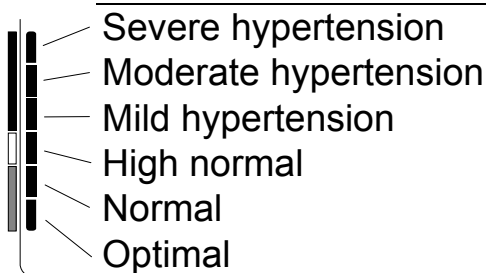 Severe hypertension
Moderate hypertension
Mild hypertension
High normal
Normal
Optimal